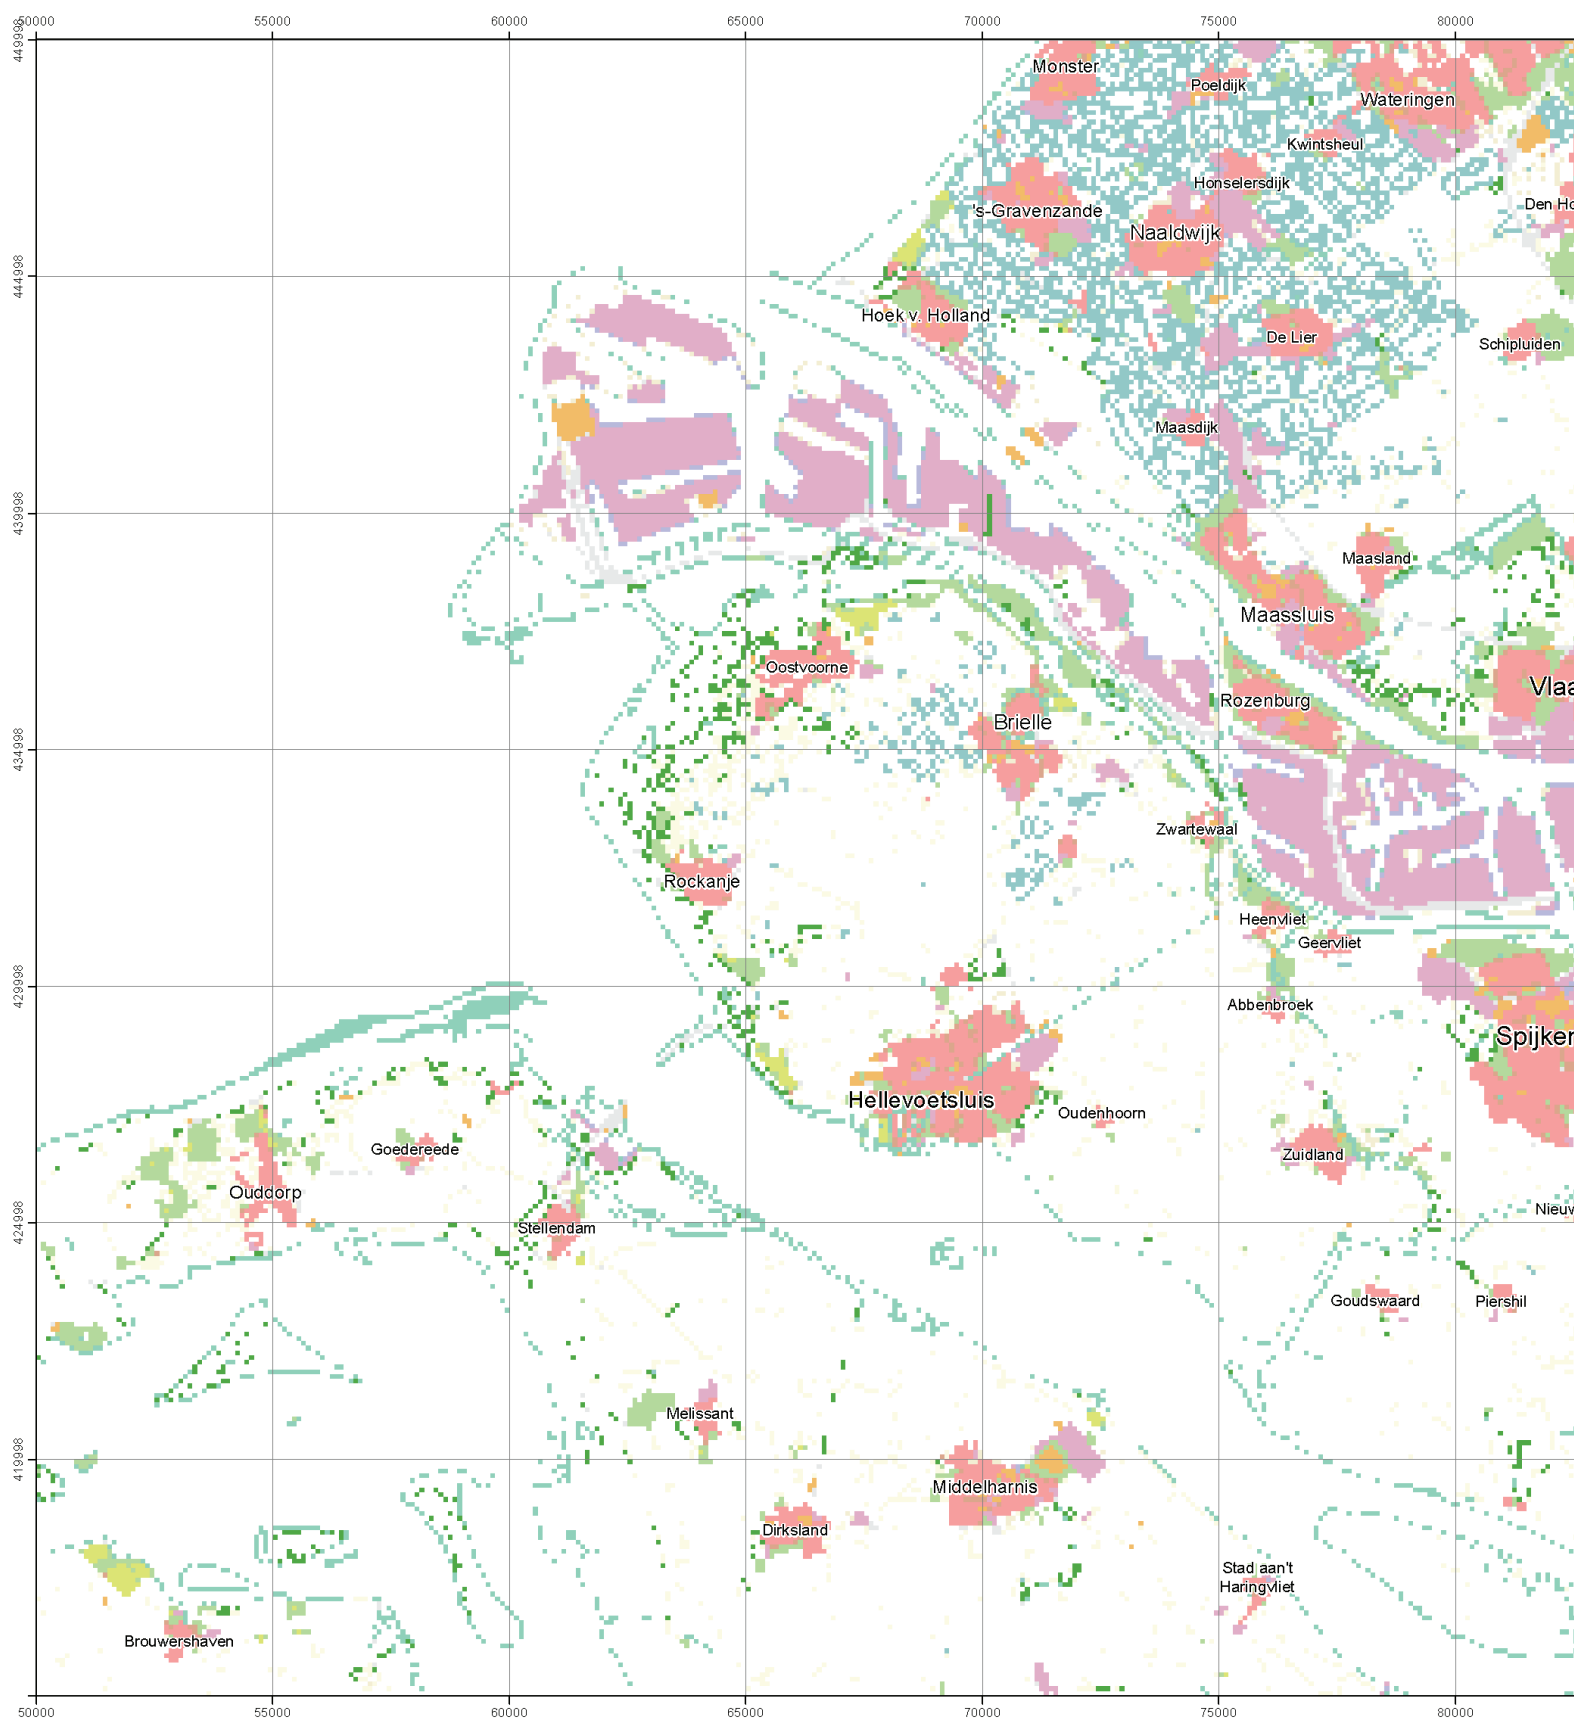 50000 55000 60000 65000 70000 75000 80000
449998
Monster
Poeldijk
Wateringen
Kwintsheul
Honselersdijk
Den Ho
's-Gravenzande
Naaldwijk
444998
Hoek v. Holland
De Lier
Schipluiden
Maasdijk
439998
Maasland
Maassluis
Oostvoorne
Vlaa
Rozenburg
Brielle
434998
Zwartewaal
Rockanje
Heenvliet
Geervliet
429998
Abbenbroek
Spijker
Hellevoetsluis
Oudenhoorn
Goedereede
Zuidland
Ouddorp
Nieuw
424998
Stellendam
Goudswaard
Piershil
Melissant
419998
Middelharnis
Dirksland
Stad aan't
Haringvliet
Brouwershaven
50000 55000 60000 65000 70000 75000 80000